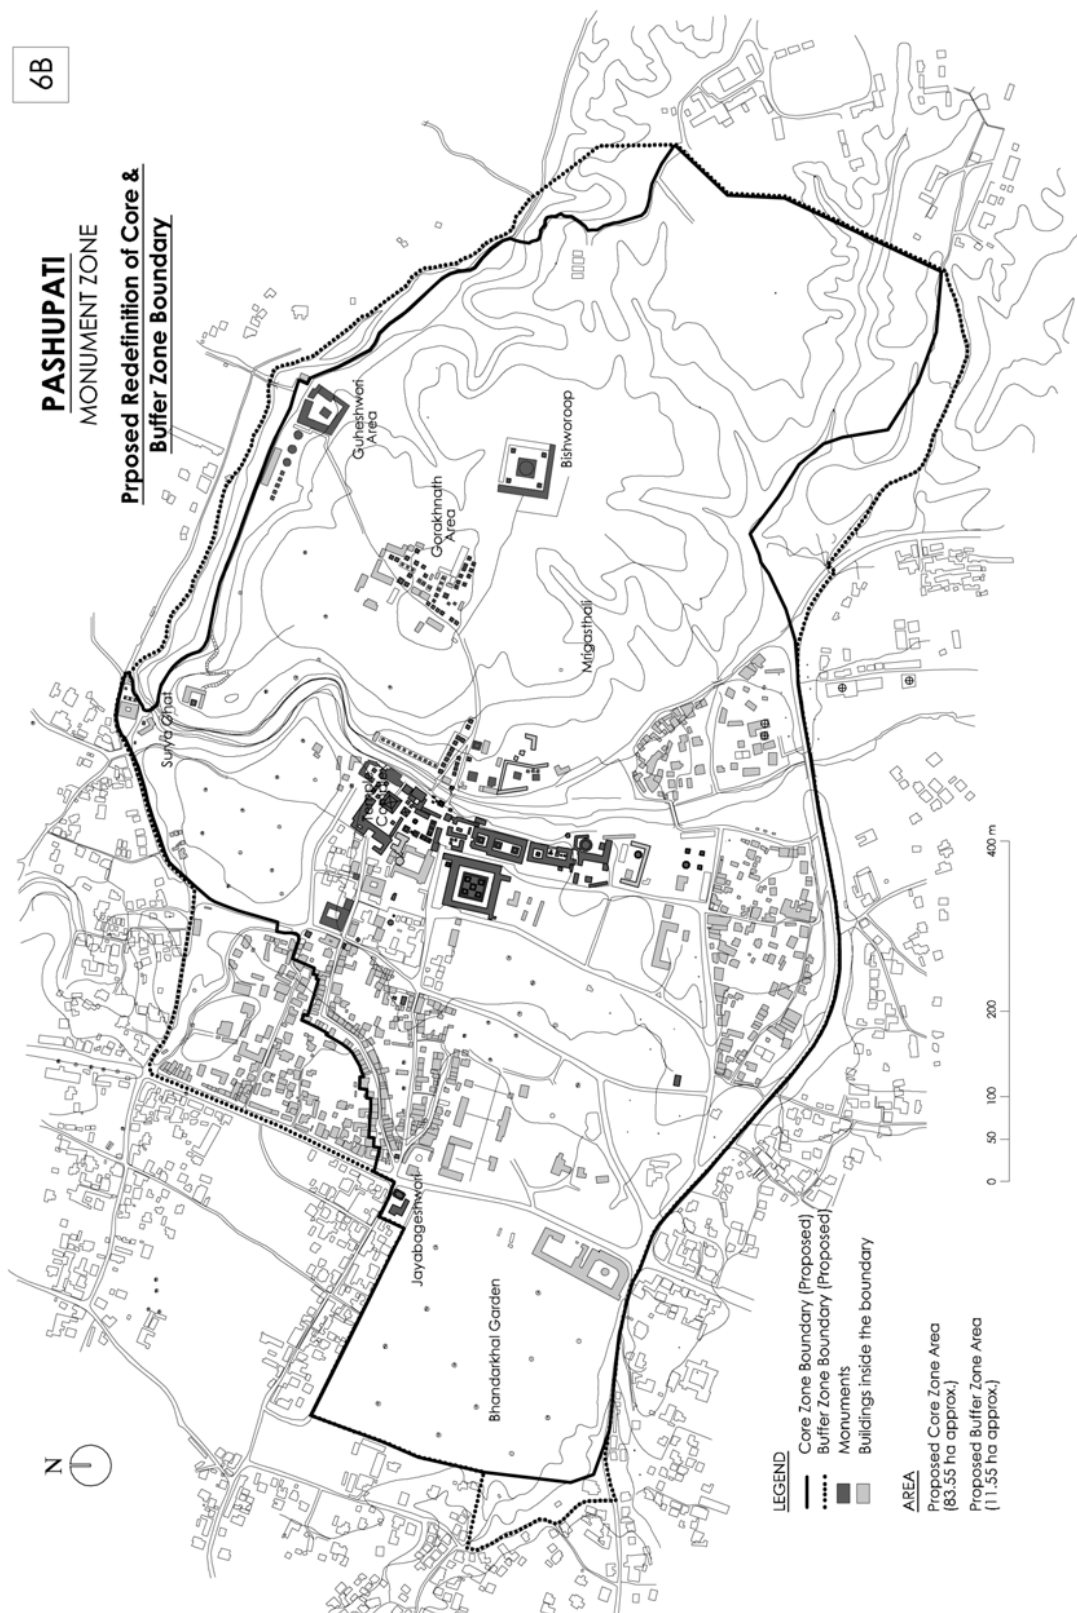 6B
PASHUPATI
MONUMENT ZONE
Prposed Redefinition of Core &
Buffer Zone Boundary
N
Surya Ghat
Guheshwori
Area
Gorakhnath
Area
Bishworoop
Mrigasthali
Jayabageshwari
Bhandarkhal Garden
LEGEND
Core Zone Boundary (Proposed)
Buffer Zone Boundary (Proposed)
Monuments
Buildings inside the boundary
AREA
Proposed Core Zone Area
(83.55 ha approx.)
Proposed Buffer Zone Area
(11.55 ha approx.)
0 50 100 200 400 m